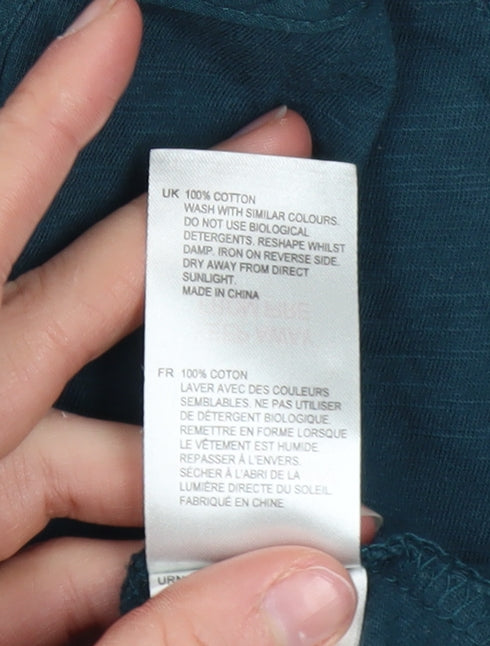 UK 100% COTTON
WASH WITH SIMILAR COLOURS.
DO NOT USE BIOLOGICAL
DETERGENTS. RESHAPE WHILST
DAMP. IRON ON REVERSE SIDE.
DRY AWAY FROM DIRECT
SUNLIGHT.
MADE IN CHINA
FR 100% COTON
LAVER AVEC DES COULEURS
SEMBLABLES. NE PAS UTILISER
DE DÉTERGENT BIOLOGIQUE.
REMETTRE EN FORME LORSQUE
LE VÊTEMENT EST HUMIDE.
REPASSER À L'ENVERS.
SÉCHER À L'ABRI DE LA
LUMIÈRE DIRECTE DU SOLEIL.
FABRIQUÉ EN CHINE